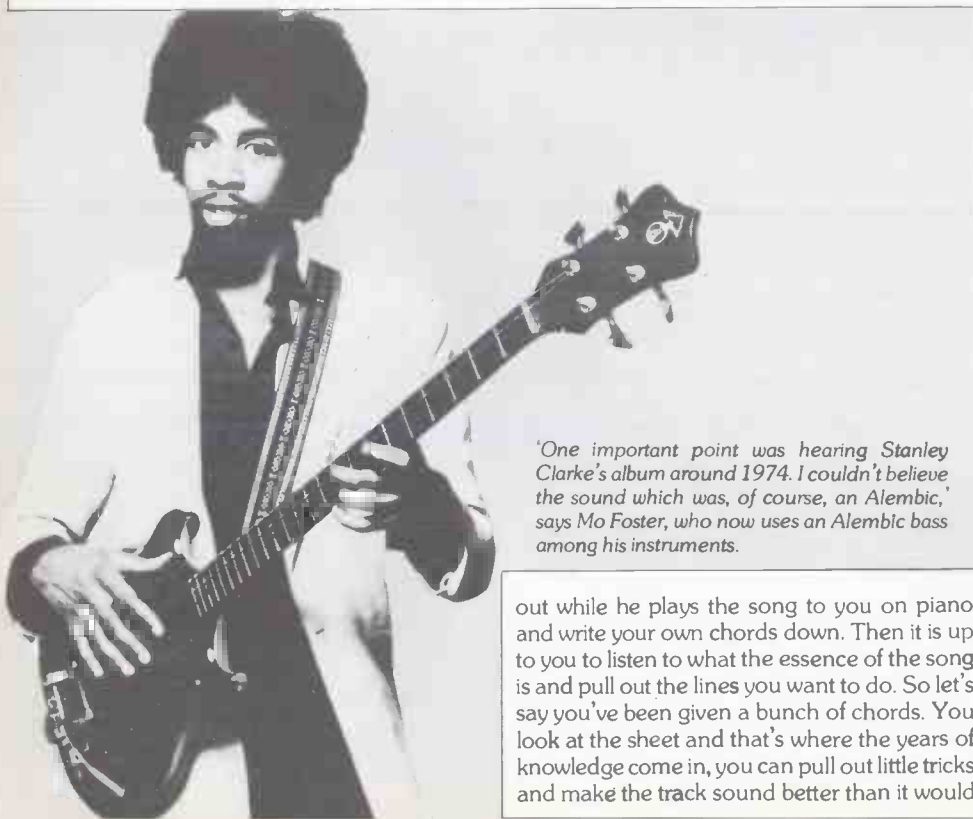 'One important point was hearing Stanley
Clarke's album around 1974. I couldn't believe
the sound which was, of course, an Alembic,'
says Mo Foster, who now uses an Alembic bass
among his instruments.
out while he plays the song to you on piano
and write your own chords down. Then it is up
to you to listen to what the essence of the song
is and pull out the lines you want to do. So let's
say you've been given a bunch of chords. You
look at the sheet and that's where the years of
knowledge come in, you can pull out little tricks
and make the track sound better than it would